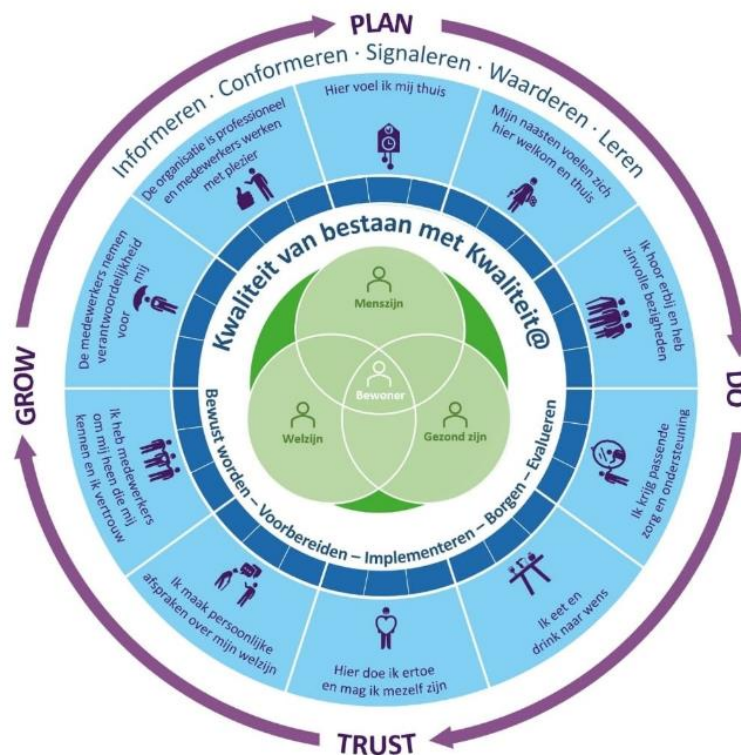 PLAN
Informeren · Conformeren · Signaleren · Waarderen · Leren
Hier voel ik mij thuis
Mijn naasten voelen zich
hier welkom en thuis
Ik hoor erbij en heb
zinvolle bezigheden
DO
Ik krijg passende
zorg en ondersteuning
Ik eet en
drink naar wens
Hier doe ik ertoe
en mag ik mezelf zijn
TRUST
Ik maak persoonlijke
afspraken over mijn welzijn
Ik heb medewerkers
om mij heen die mij
kennen en ik vertrouw
GROW
De medewerkers nemen
verantwoordelijkheid
voor mij
De organisatie is professioneel
en medewerkers werken
met plezier
Kwaliteit van bestaan met Kwaliteit@
Menszijn
Bewoner
Welzijn
Gezond zijn
Bewust worden – Voorbereiden – Implementeren – Borgen – Evalueren